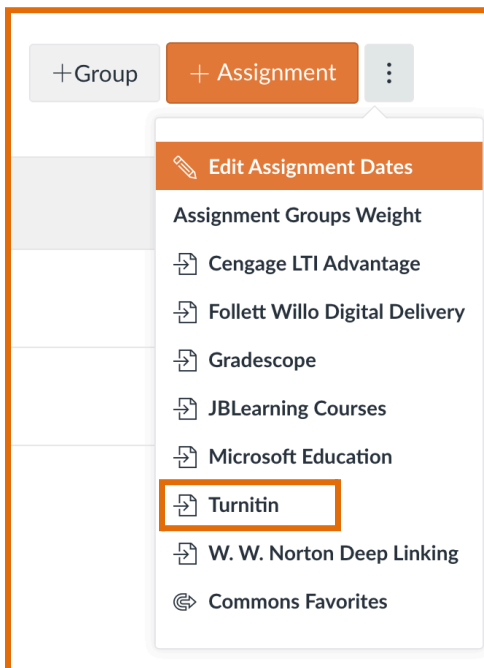 +Group
+ Assignment
Edit Assignment Dates
Assignment Groups Weight
Cengage LTI Advantage
Follett Willo Digital Delivery
Gradescope
JBLearning Courses
Microsoft Education
Turnitin
W. W. Norton Deep Linking
Commons Favorites